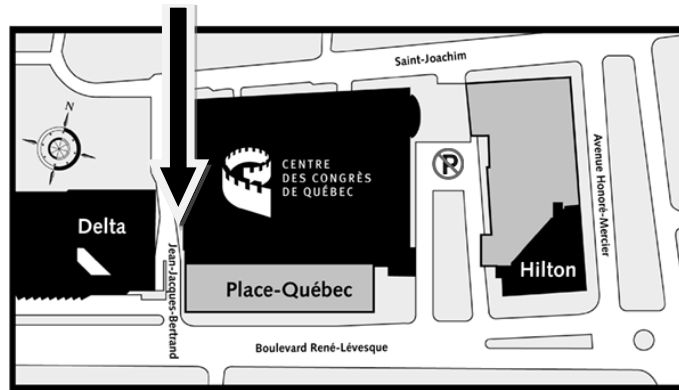 Saint-Joachim
N
CENTRE
DES CONGRÈS
DE QUÉBEC
P
Avenue Honoré-Mercier
Delta
Jean-Jacques-Bertrand
Hilton
Place-Québec
Boulevard René-Lévesque